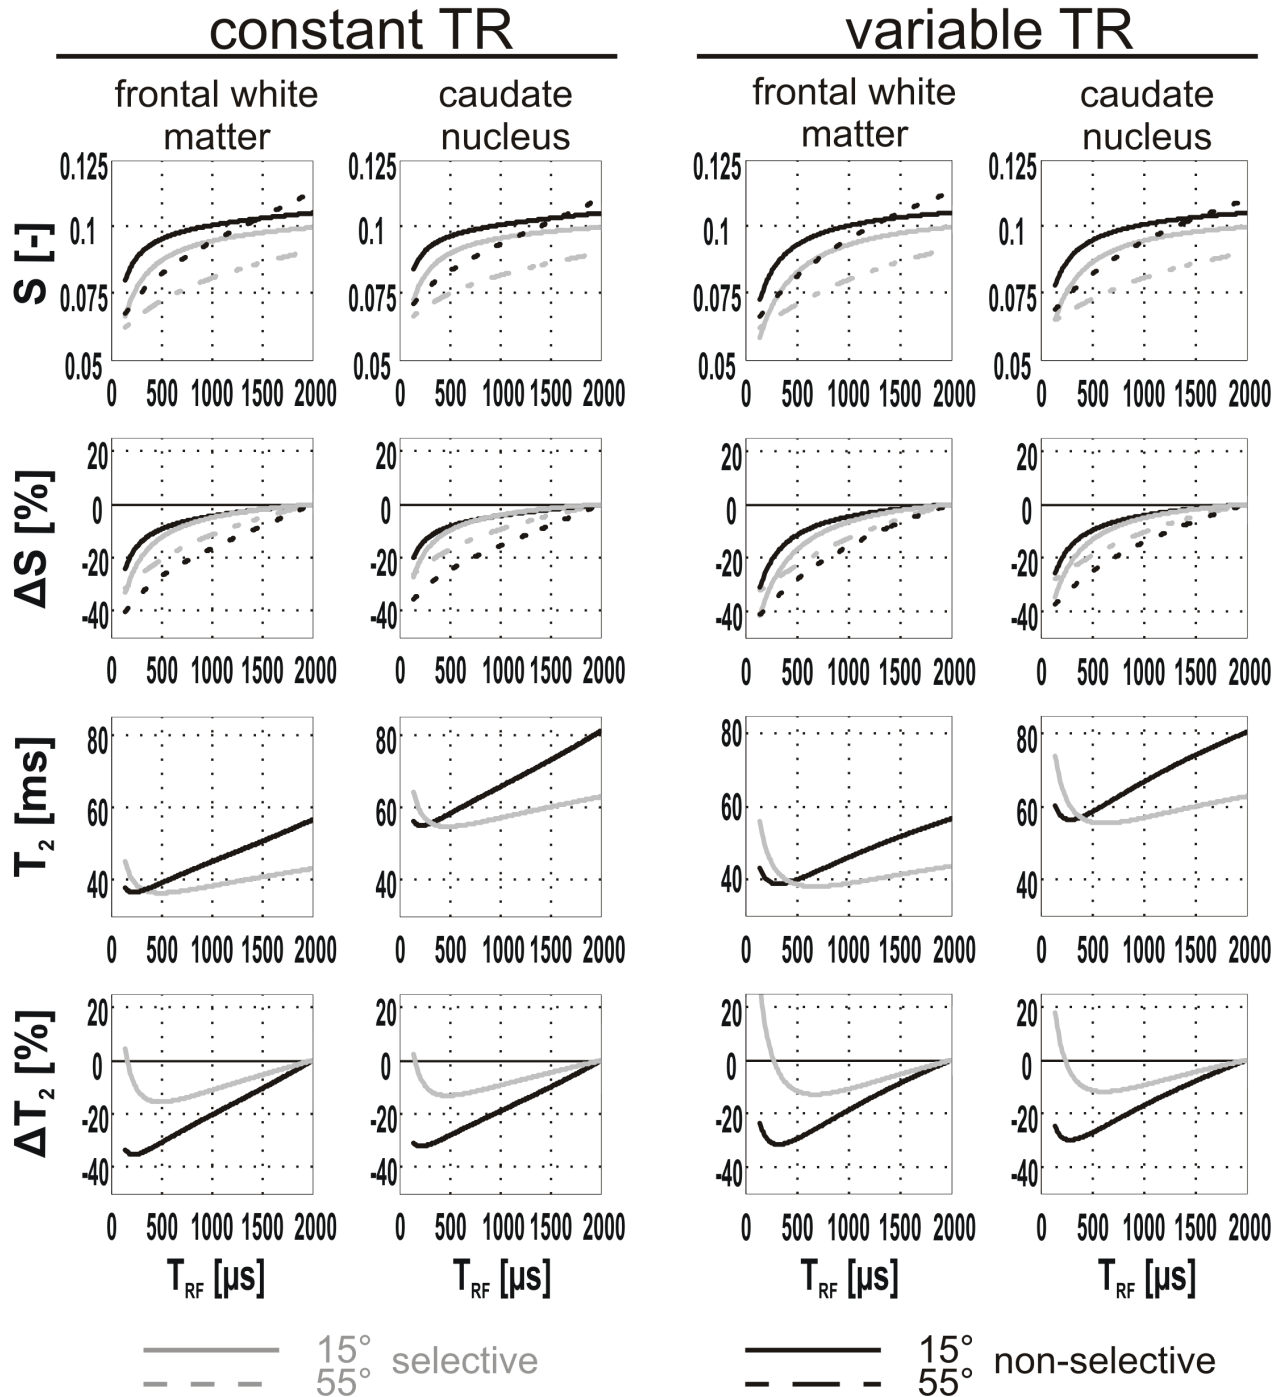 constant TR variable TR
frontal white matter caudate nucleus frontal white matter caudate nucleus
S [-]
0.125 0.1 0.075 0.05 0.125 0.1 0.075 0.05 0.125 0.1 0.075 0.05 0.125 0.1 0.075 0.05
0 500 1000 1500 2000 0 500 1000 1500 2000 0 500 1000 1500 2000 0 500 1000 1500 2000
ΔS [%]
20 0 -20 -40 20 0 -20 -40 20 0 -20 -40 20 0 -20 -40
0 500 1000 1500 2000 0 500 1000 1500 2000 0 500 1000 1500 2000 0 500 1000 1500 2000
T2 [ms]
80 60 40 80 60 40 80 60 40 80 60 40
0 500 1000 1500 2000 0 500 1000 1500 2000 0 500 1000 1500 2000 0 500 1000 1500 2000
ΔT2 [%]
20 0 -20 -40 20 0 -20 -40 20 0 -20 -40 20 0 -20 -40
0 500 1000 1500 2000 0 500 1000 1500 2000 0 500 1000 1500 2000 0 500 1000 1500 2000
TRF [µs] TRF [µs] TRF [µs] TRF [µs]
15° 55° selective 15° 55° non-selective